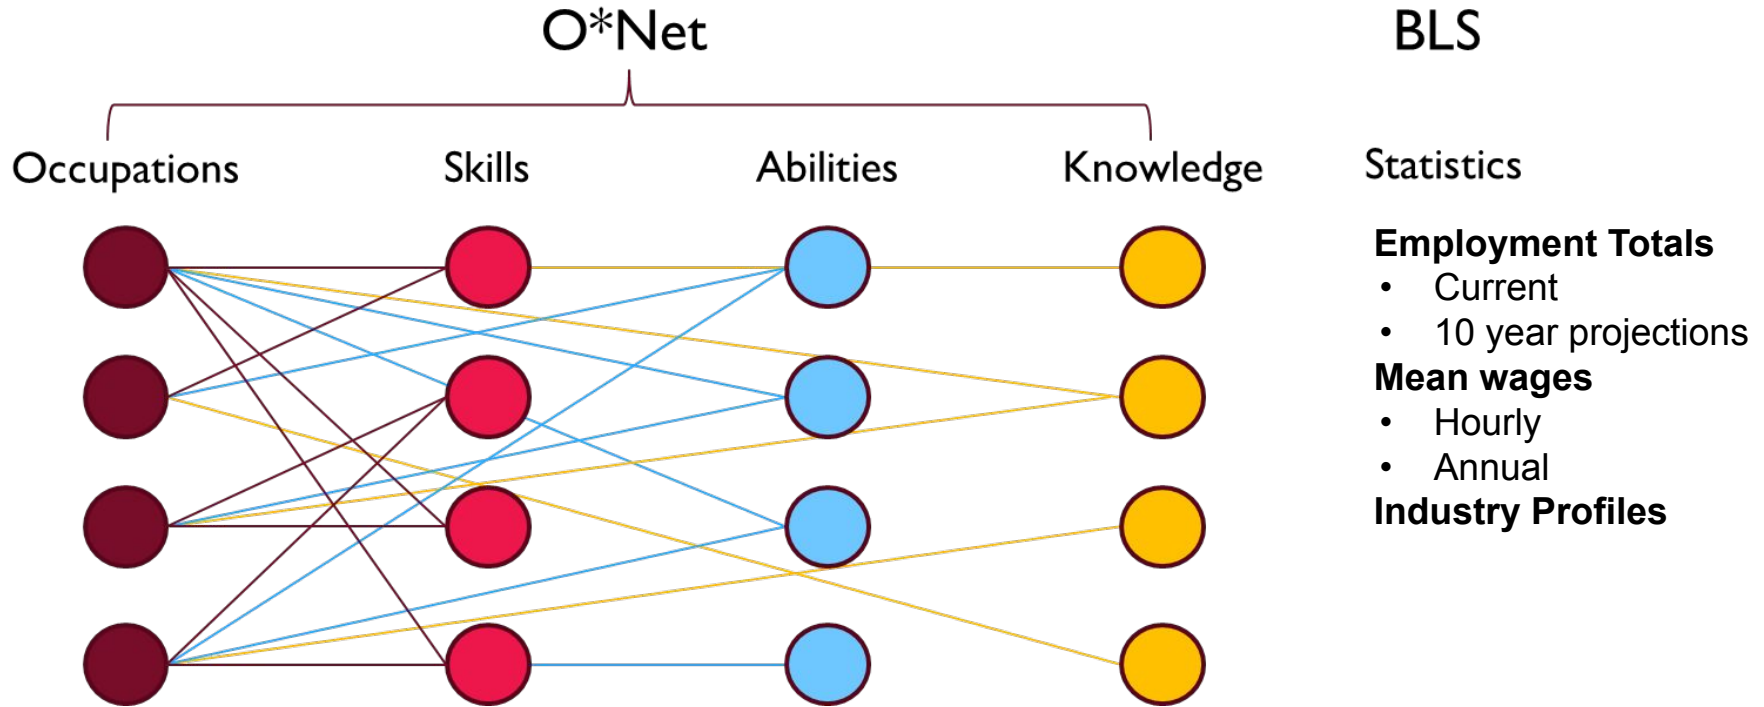 O*Net
BLS
Occupations
Skills
Abilities
Knowledge
Statistics
Employment Totals
• Current
• 10 year projections
Mean wages
• Hourly
• Annual
Industry Profiles